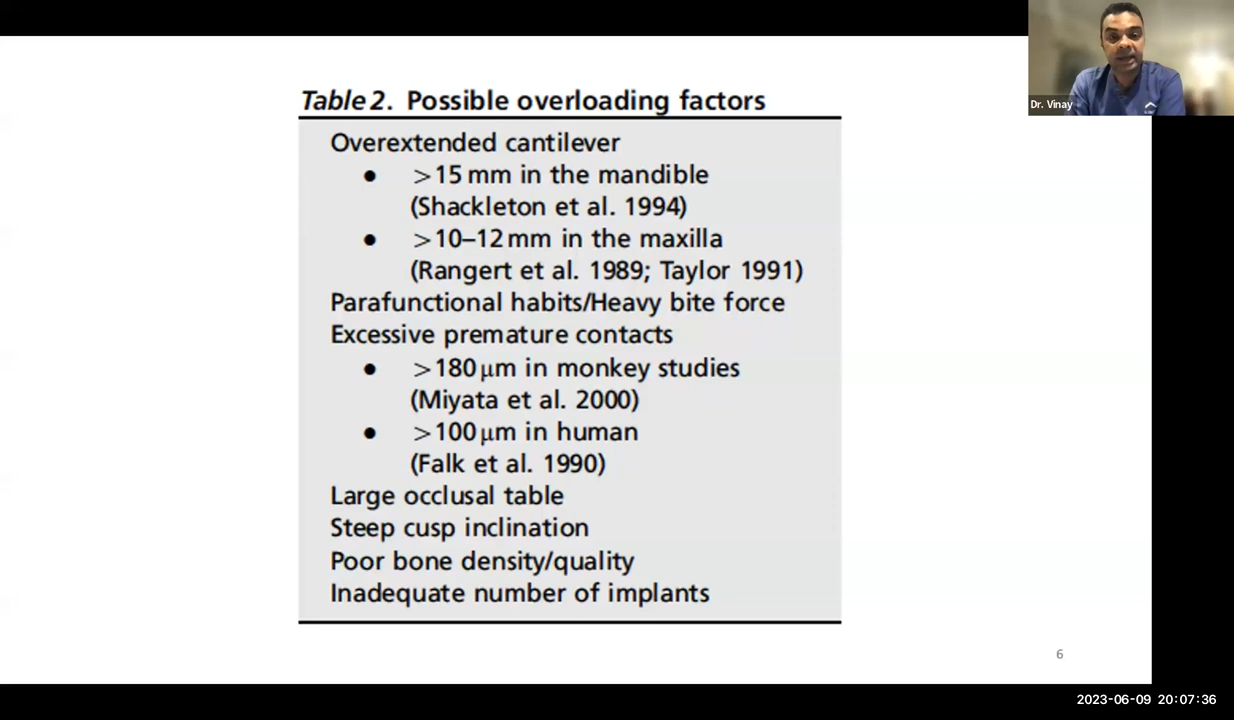 Dr. Vinay
Table 2. Possible overloading factors
Overextended cantilever
● >15 mm in the mandible
(Shackleton et al. 1994)
● >10–12 mm in the maxilla
(Rangert et al. 1989; Taylor 1991)
Parafunctional habits/Heavy bite force
Excessive premature contacts
● >180 μm in monkey studies
(Miyata et al. 2000)
● >100 μm in human
(Falk et al. 1990)
Large occlusal table
Steep cusp inclination
Poor bone density/quality
Inadequate number of implants
6
2023-06-09 20:07:36